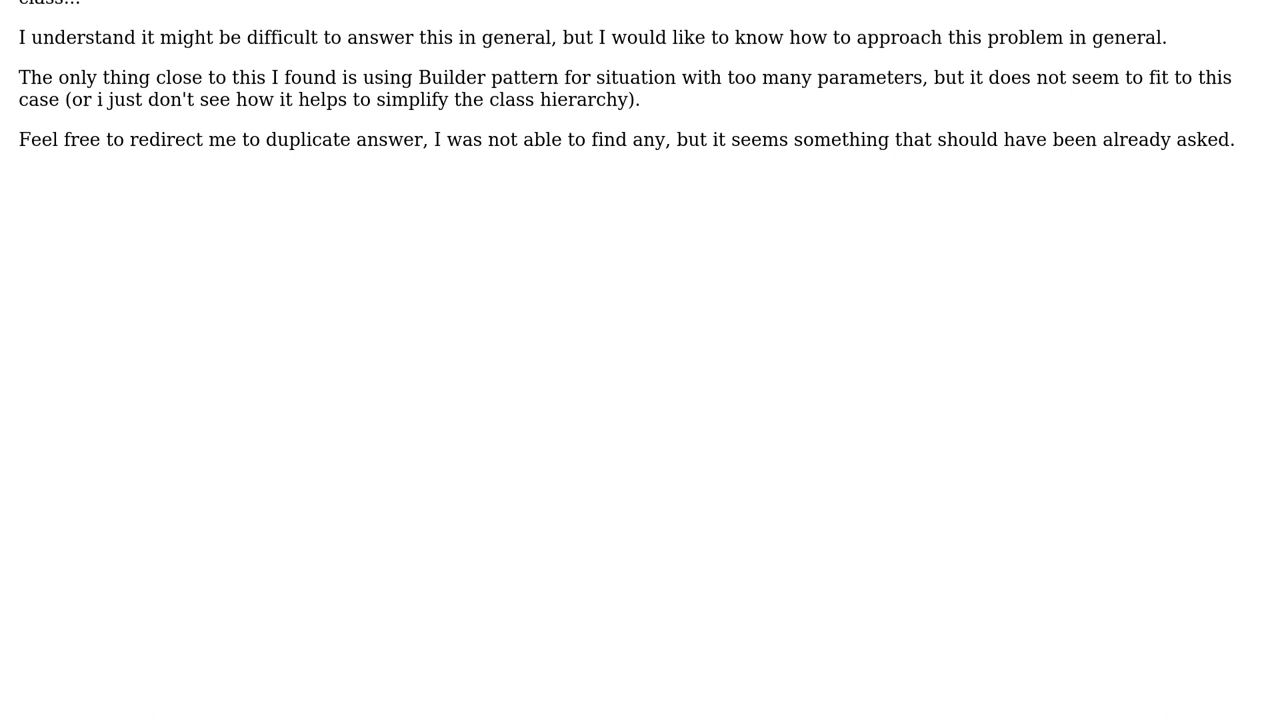 class...
I understand it might be difficult to answer this in general, but I would like to know how to approach this problem in general.
The only thing close to this I found is using Builder pattern for situation with too many parameters, but it does not seem to fit to this
case (or i just don't see how it helps to simplify the class hierarchy).
Feel free to redirect me to duplicate answer, I was not able to find any, but it seems something that should have been already asked.